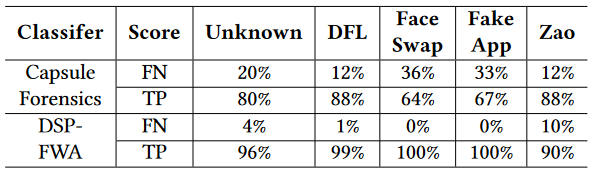 Classifer Score Unknown DFL Face Swap Fake App Zao
Capsule Forensics FN 20% 12% 36% 33% 12%
TP 80% 88% 64% 67% 88%
DSP-FWA FN 4% 1% 0% 0% 10%
TP 96% 99% 100% 100% 90%